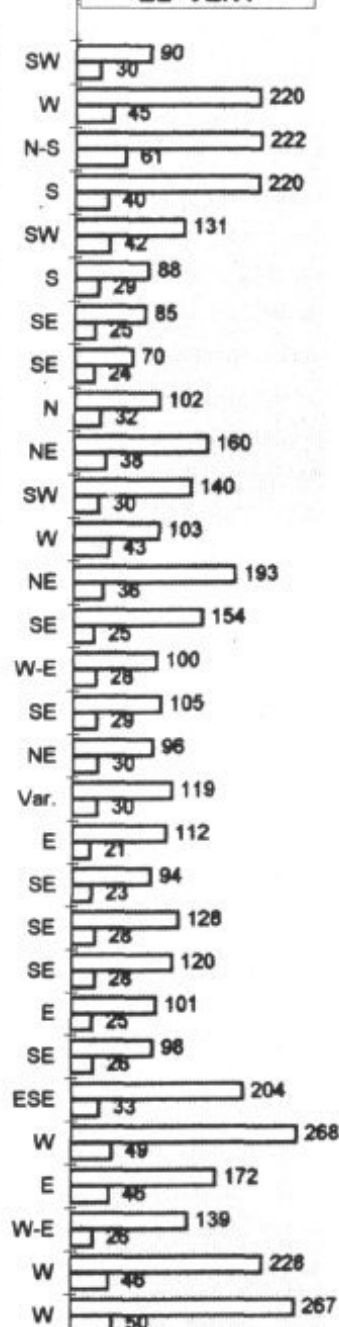 SW 90
30
W 220
45
N-S 222
61
S 220
40
SW 131
42
S 88
29
SE 85
25
SE 70
24
N 102
32
NE 160
38
SW 140
30
W 103
43
NE 193
36
SE 154
25
W-E 100
28
SE 105
29
NE 96
30
Var. 119
30
E 112
21
SE 94
23
SE 128
28
SE 120
28
E 101
25
SE 98
26
ESE 204
33
W 268
49
E 172
46
W-E 139
26
W 228
46
W 267
50